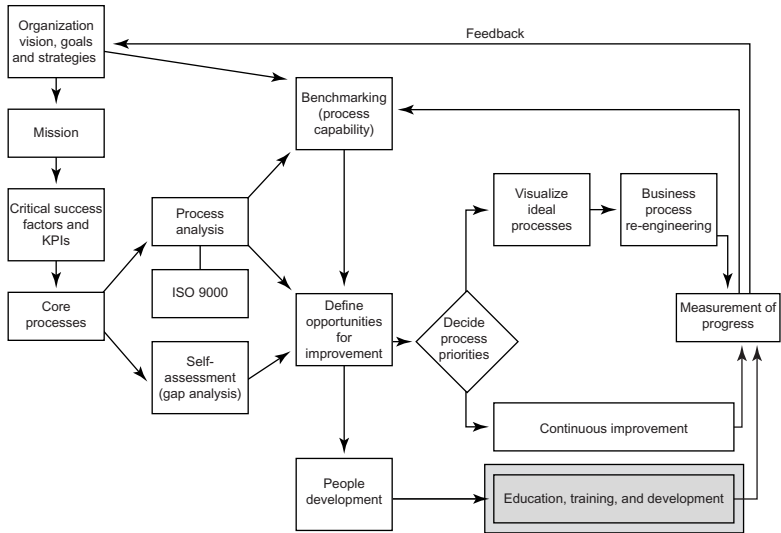 Organization
vision, goals
and strategies
Feedback
Benchmarking
(process
capability)
Mission
Critical success
factors and
KPIs
Process
analysis
Visualize
ideal
processes
Business
process
re-engineering
ISO 9000
Core
processes
Define
opportunities
for
improvement
Decide
process
priorities
Measurement of
progress
Self-
assessment
(gap analysis)
Continuous improvement
People
development
Education, training, and development